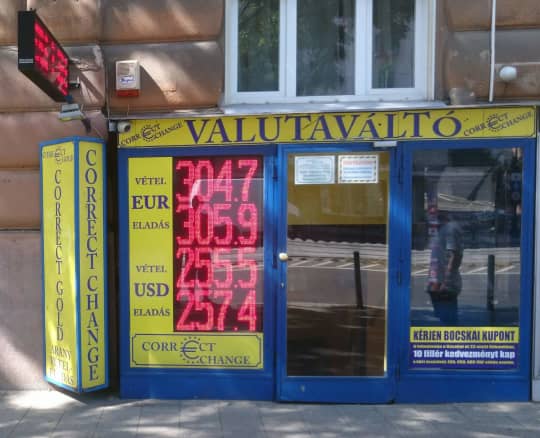 CORRECT CHANGE
VALUTAVÁLTÓ
CORRECT CHANGE
VÉTEL
EUR
ELADÁS
304.7
305.9
VÉTEL
USD
ELADÁS
255.5
257.4
CORRECT
CHANGE
CORRECT GOLD
CORRECT CHANGE
ARANY
KÉRJEN BOCSKAI KUPONT
10 fillér kedvezményt kap